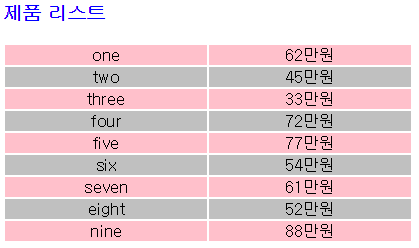 제품 리스트
one 62만원
two 45만원
three 33만원
four 72만원
five 77만원
six 54만원
seven 61만원
eight 52만원
nine 88만원